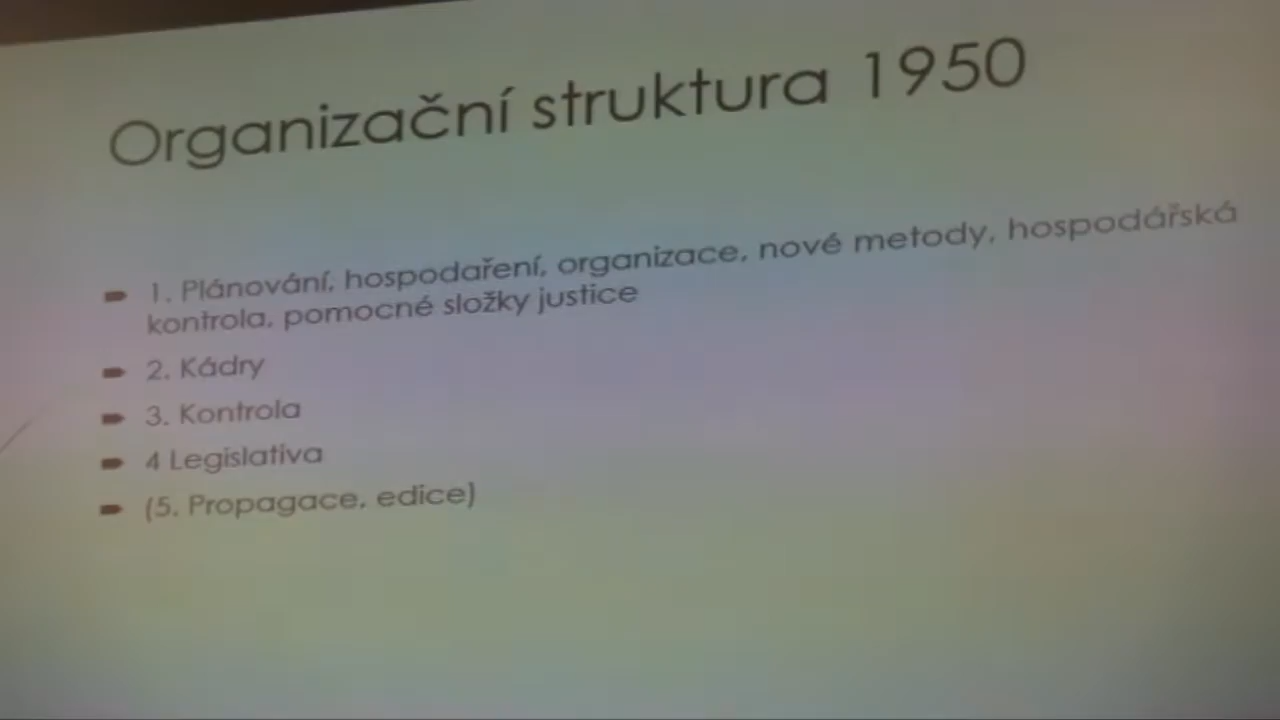 Organizační struktura 1950
1. Plánování, hospodaření, organizace, nové metody, hospodářská
kontrola, pomocné složky justice
2. Kádry
3. Kontrola
4 Legislativa
(5. Propagace, edice)